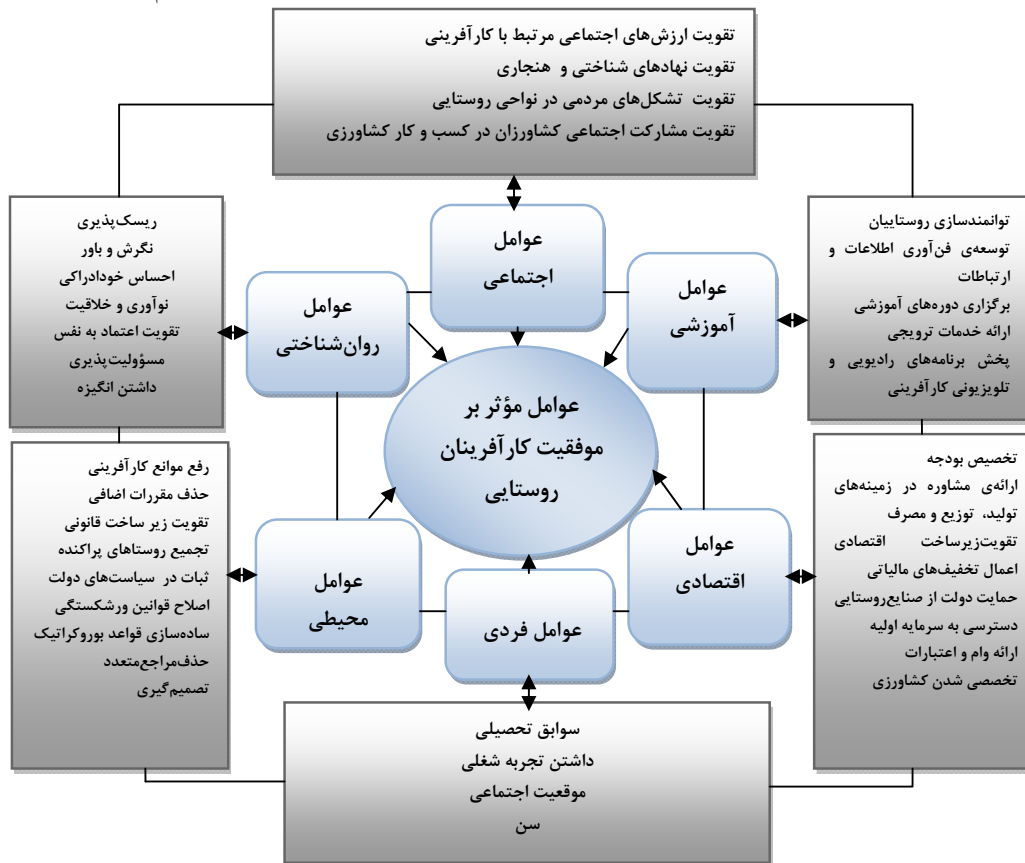 تقویت ارزش‌های اجتماعی مرتبط با کارآفرینی
تقویت نهادهای شناختی و هنجاری
تقویت تشکل‌های مردمی در نواحی روستایی
تقویت مشارکت اجتماعی کشاورزان در کسب و کار کشاورزی
توانمندسازی روستاییان
توسعه‌ی فن‌آوری اطلاعات و
ارتباطات
برگزاری دوره‌های آموزشی
ارائه خدمات ترویجی
پخش برنامه‌های رادیویی و
تلویزیونی کارآفرینی
عوامل
اجتماعی
عوامل
آموزشی
عوامل
روان‌شناختی
ریسک‌پذیری
نگرش و باور
احساس خودادراکی
نوآوری و خلاقیت
تقویت اعتماد به نفس
مسؤولیت‌پذیری
داشتن انگیزه
عوامل مؤثر بر
موفقیت کارآفرینان
روستایی
تخصیص بودجه
ارائه‌ی مشاوره در زمینه‌های
تولید، توزیع و مصرف
تقویت‌زیرساخت اقتصادی
اعمال تخفیف‌های مالیاتی
حمایت دولت از صنایع‌روستایی
دسترسی به سرمایه اولیه
ارائه وام و اعتبارات
تخصصی شدن کشاورزی
عوامل
اقتصادی
عوامل فردی
عوامل
محیطی
رفع موانع کارآفرینی
حذف مقررات اضافی
تقویت زیر ساخت قانونی
تجمیع روستاهای پراکنده
ثبات در سیاست‌های دولت
اصلاح قوانین ورشکستگی
ساده‌سازی قواعد بوروکراتیک
حذف‌مراجع‌متعدد
تصمیم‌گیری
سوابق تحصیلی
داشتن تجربه شغلی
موقعیت اجتماعی
سن